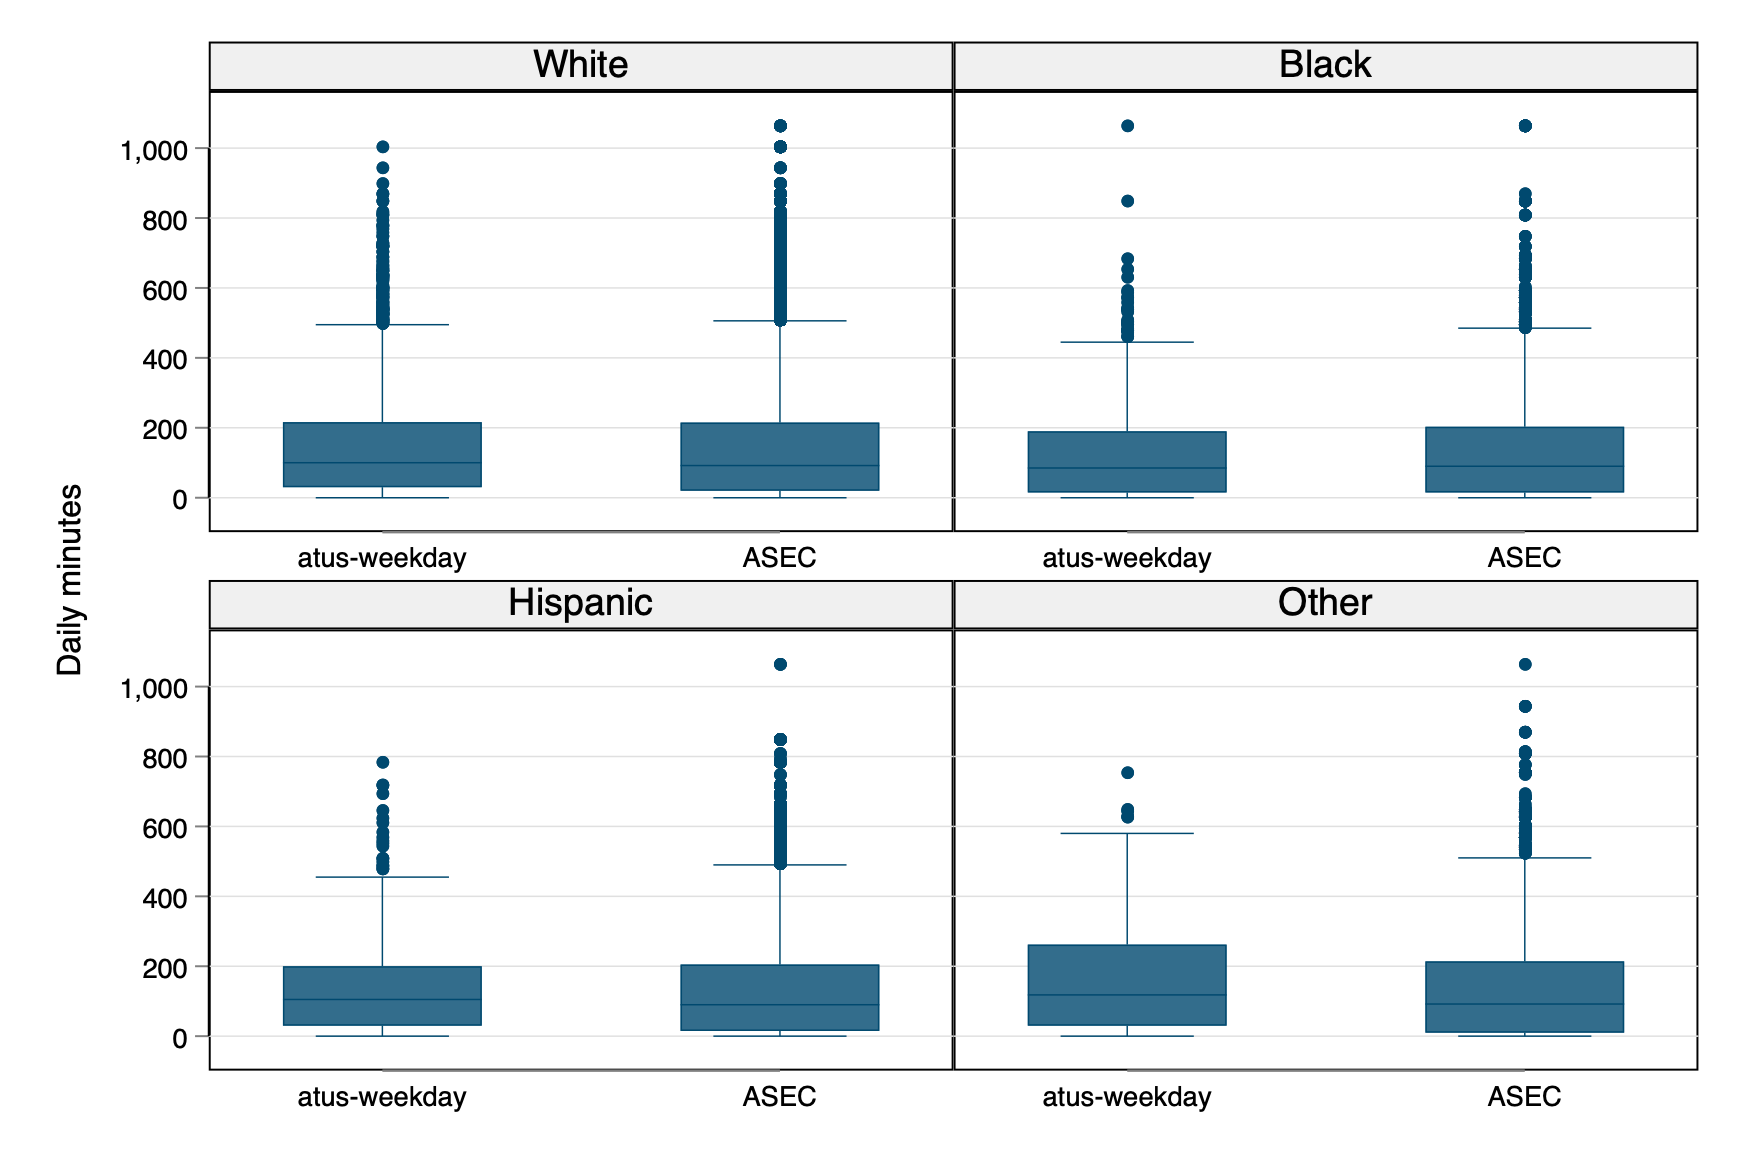 White
Black
1,000
800
600
400
200
0
atus-weekday
ASEC
atus-weekday
ASEC
Daily minutes
Hispanic
Other
1,000
800
600
400
200
0
atus-weekday
ASEC
atus-weekday
ASEC